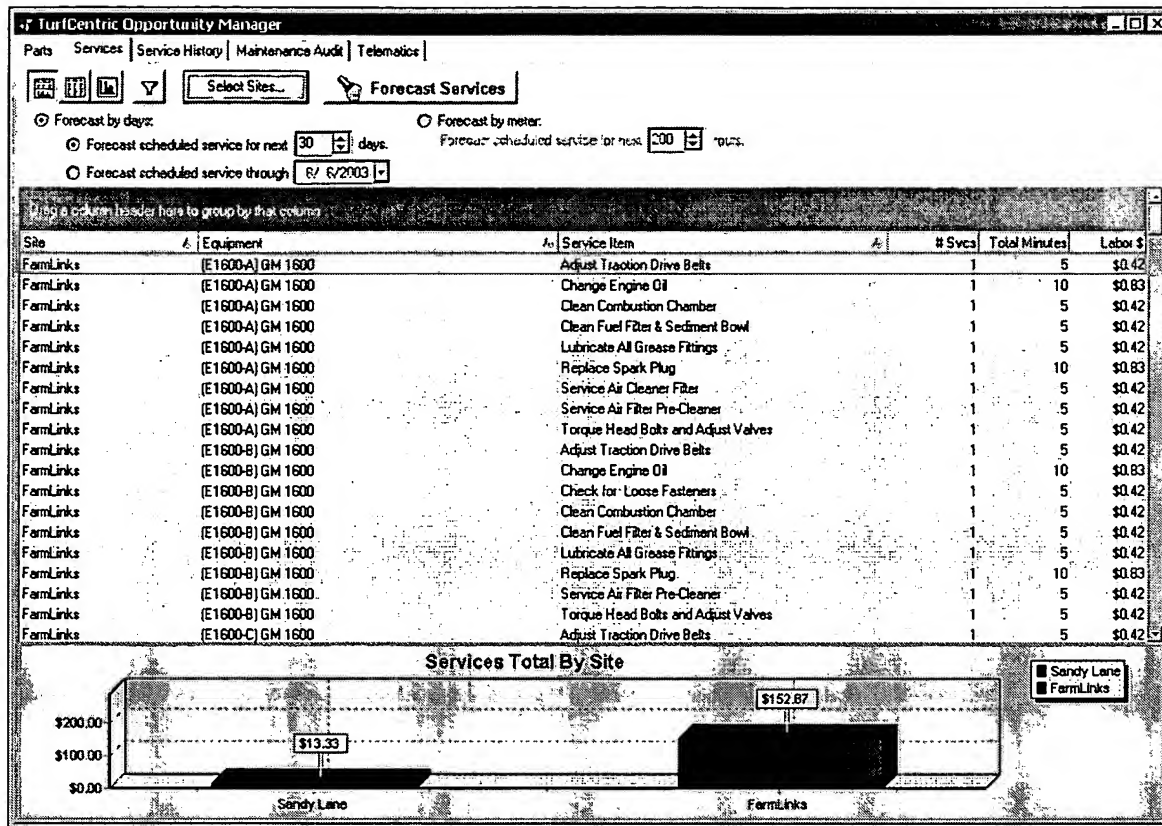 TurfCentric Opportunity Manager
Parts Services Service History Maintenance Audit Telematics
Select Sites... Forecast Services
Forecast by days: Forecast by meter:
Forecast scheduled service for next 30 days. Forecast scheduled service for next 200 hours.
Forecast scheduled service through 6/ 6/2003
Drag a column header here to group by that column
Site Equipment Service Item # Svcs Total Minutes Labor $
FarmLinks (E1600-A) GM 1600 Adjust Traction Drive Belts 1 5 $0.42
FarmLinks (E1600-A) GM 1600 Change Engine Oil 1 10 $0.83
FarmLinks (E1600-A) GM 1600 Clean Combustion Chamber 1 5 $0.42
FarmLinks (E1600-A) GM 1600 Clean Fuel Filter & Sediment Bowl 1 5 $0.42
FarmLinks (E1600-A) GM 1600 Lubricate All Grease Fittings 1 5 $0.42
FarmLinks (E1600-A) GM 1600 Replace Spark Plug 1 10 $0.83
FarmLinks (E1600-A) GM 1600 Service Air Cleaner Filter 1 5 $0.42
FarmLinks (E1600-A) GM 1600 Service Air Filter Pre-Cleaner 1 5 $0.42
FarmLinks (E1600-A) GM 1600 Torque Head Bolts and Adjust Valves 1 5 $0.42
FarmLinks (E1600-B) GM 1600 Adjust Traction Drive Belts 1 5 $0.42
FarmLinks (E1600-B) GM 1600 Change Engine Oil 1 10 $0.83
FarmLinks (E1600-B) GM 1600 Check for Loose Fasteners 1 5 $0.42
FarmLinks (E1600-B) GM 1600 Clean Combustion Chamber 1 5 $0.42
FarmLinks (E1600-B) GM 1600 Clean Fuel Filter & Sediment Bowl 1 5 $0.42
FarmLinks (E1600-B) GM 1600 Lubricate All Grease Fittings 1 5 $0.42
FarmLinks (E1600-B) GM 1600 Replace Spark Plug 1 10 $0.83
FarmLinks (E1600-B) GM 1600 Service Air Filter Pre-Cleaner 1 5 $0.42
FarmLinks (E1600-B) GM 1600 Torque Head Bolts and Adjust Valves 1 5 $0.42
FarmLinks (E1600-C) GM 1600 Adjust Traction Drive Belts 1 5 $0.42
Services Total By Site
Sandy Lane
FarmLinks
$152.87
$200.00
$13.33
$100.00
$0.00
Sandy Lane FarmLinks